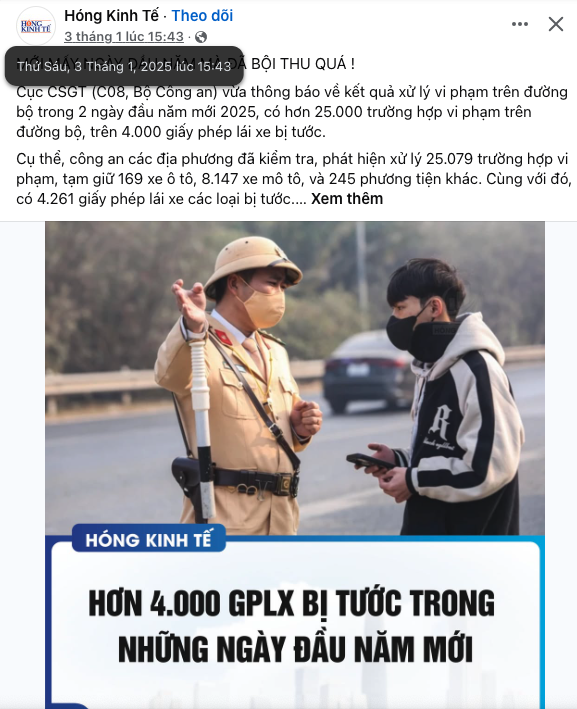 HÓNG
KINH TẾ
Hóng Kinh Tế · Theo dõi
3 tháng 1 lúc 15:43 ·
Thứ Sáu, 3 Tháng 1, 2025 lúc 15:43
MỚI MẤY NGÀY ĐẦU NĂM MÀ ĐÃ BỘI THU QUÁ !
Cục CSGT (C08, Bộ Công an) vừa thông báo về kết quả xử lý vi phạm trên đường
bộ trong 2 ngày đầu năm mới 2025, có hơn 25.000 trường hợp vi phạm trên
đường bộ, trên 4.000 giấy phép lái xe bị tước.
Cụ thể, công an các địa phương đã kiểm tra, phát hiện xử lý 25.079 trường hợp vi
phạm, tạm giữ 169 xe ô tô, 8.147 xe mô tô, và 245 phương tiện khác. Cùng với đó,
có 4.261 giấy phép lái xe các loại bị tước.... Xem thêm
R
HÓNG KINH TẾ
HƠN 4.000 GPLX BỊ TƯỚC TRONG
NHỮNG NGÀY ĐẦU NĂM MỚI